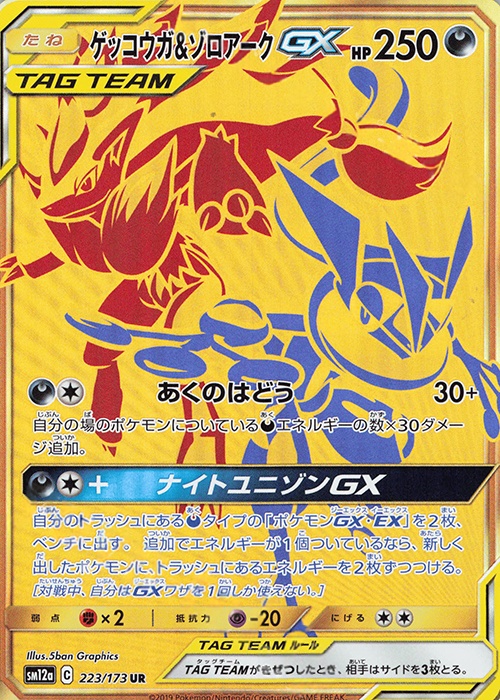 たね ゲッコウガ&ゾロアークGX HP250
TAG TEAM
あくのはどう 30+
自分の場のポケモンについているエネルギーの数×30ダメー
ジ追加。
+ ナイトユニゾンGX
自分のトラッシュにあるタイプの「ポケモンGX・EX」を2枚、
ベンチに出す。追加でエネルギーが1個ついているなら、新しく
出したポケモンに、トラッシュにあるエネルギーを2枚ずつつける。
[対戦中、自分はGXワザを1回しか使えない。]
弱点 ×2 抵抗力 -20 にげる
Illus.5ban Graphics
TAG TEAM ルール
sm12a C 223/173 UR
TAG TEAMがきぜつしたとき、相手はサイドを3枚とる。
©2019 Pokémon/Nintendo/Creatures/GAME FREAK.